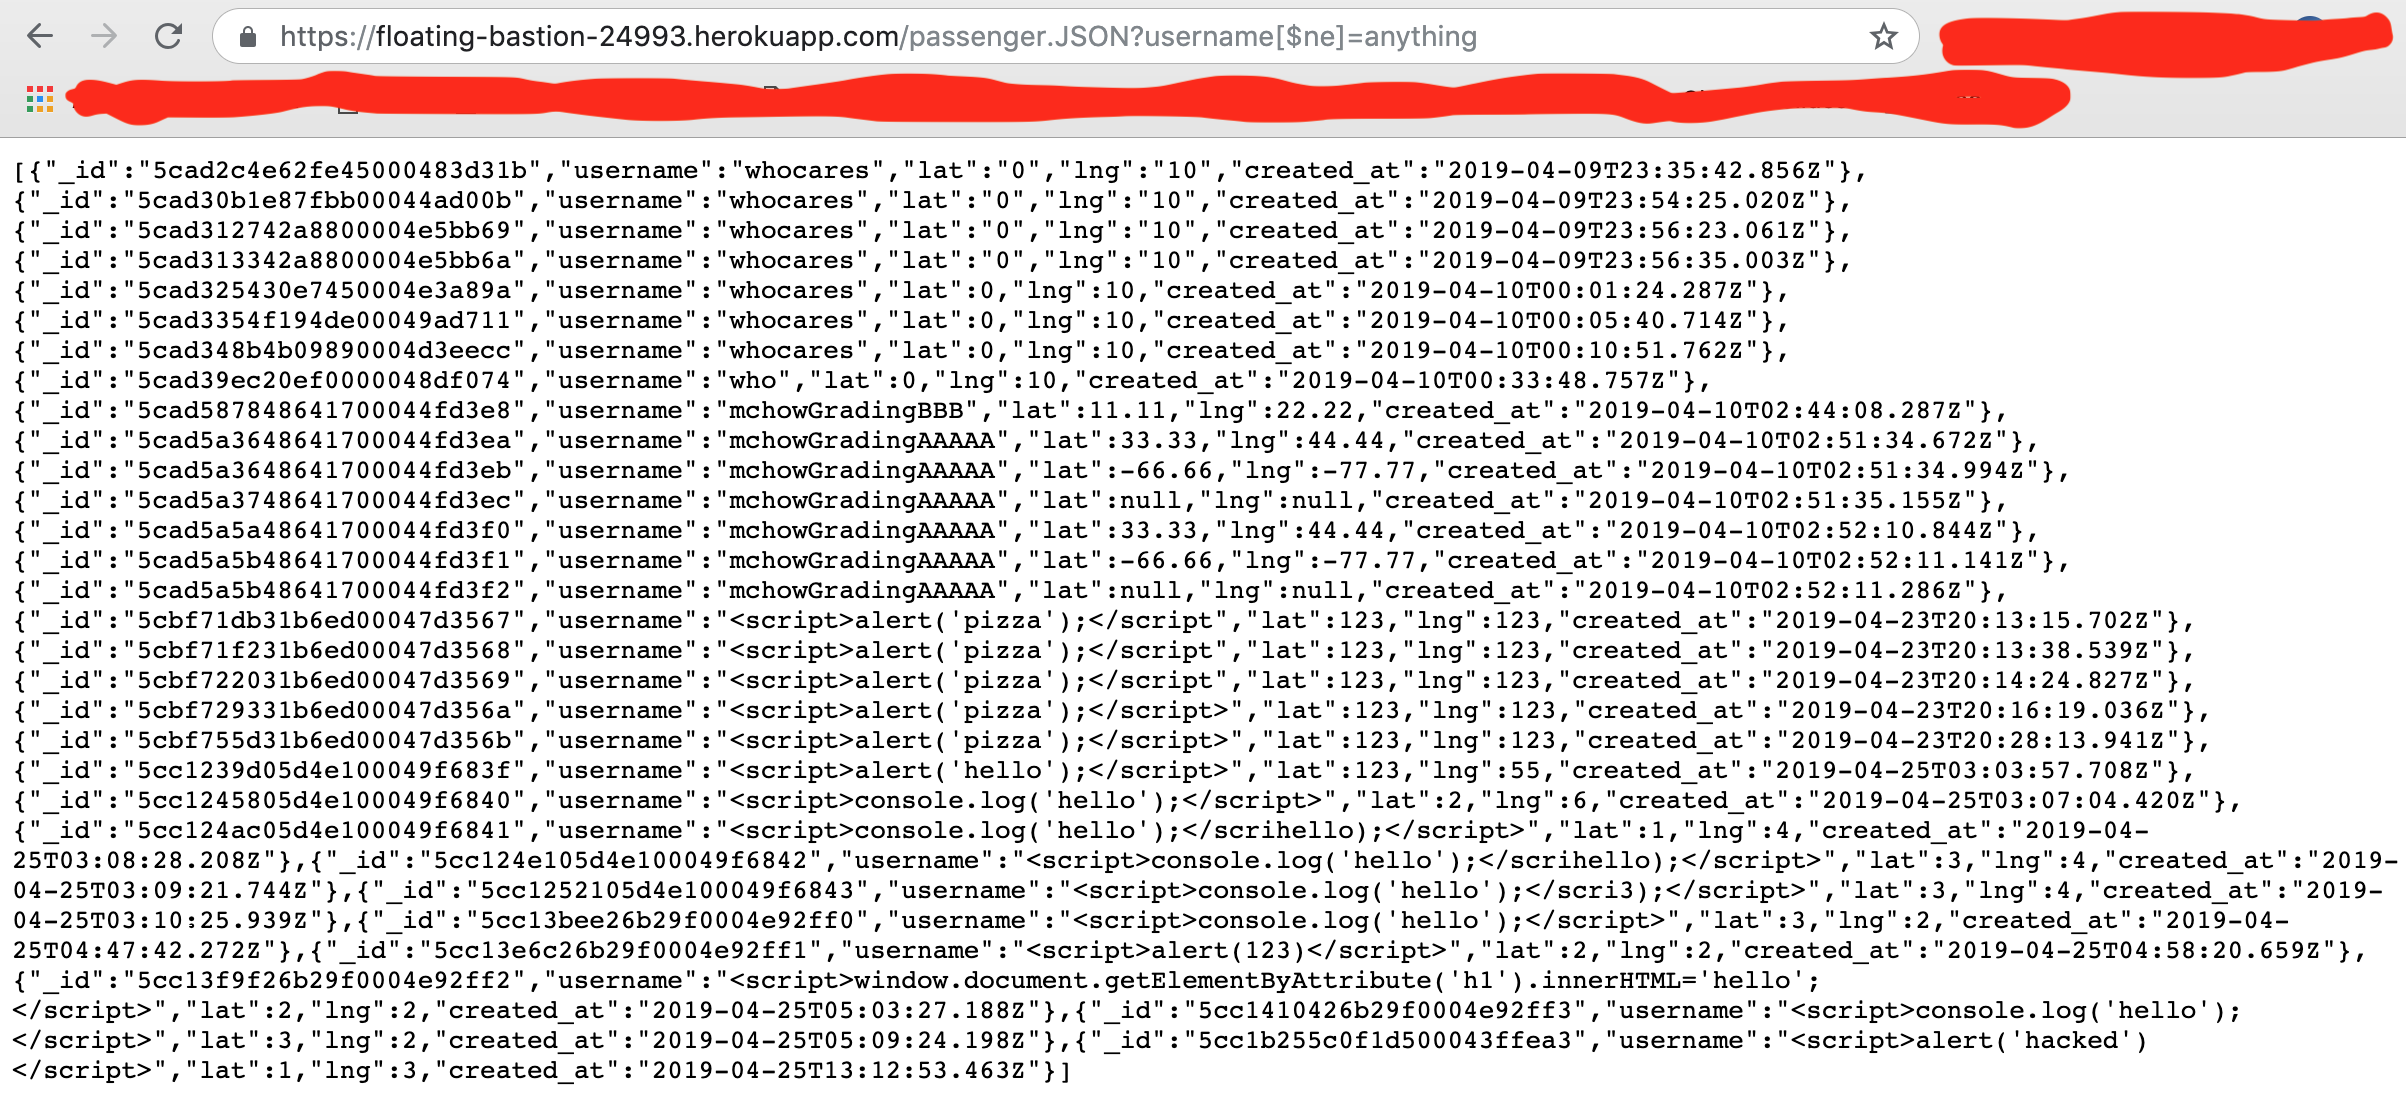 https://floating-bastion-24993.herokuapp.com/passenger.JSON?username[$ne]=anything
[{"_id":"5cad2c4e62fe45000483d31b","username":"whocares","lat":"0","lng":"10","created_at":"2019-04-09T23:35:42.856Z"},
{"_id":"5cad30b1e87fbb00044ad00b","username":"whocares","lat":"0","lng":"10","created_at":"2019-04-09T23:54:25.020Z"},
{"_id":"5cad312742a8800004e5bb69","username":"whocares","lat":"0","lng":"10","created_at":"2019-04-09T23:56:23.061Z"},
{"_id":"5cad313342a8800004e5bb6a","username":"whocares","lat":"0","lng":"10","created_at":"2019-04-09T23:56:35.003Z"},
{"_id":"5cad325430e7450004e3a89a","username":"whocares","lat":0,"lng":10,"created_at":"2019-04-10T00:01:24.287Z"},
{"_id":"5cad3354f194de00049ad711","username":"whocares","lat":0,"lng":10,"created_at":"2019-04-10T00:05:40.714Z"},
{"_id":"5cad348b4b09890004d3eecc","username":"whocares","lat":0,"lng":10,"created_at":"2019-04-10T00:10:51.762Z"},
{"_id":"5cad39ec20ef0000048df074","username":"who","lat":0,"lng":10,"created_at":"2019-04-10T00:33:48.757Z"},
{"_id":"5cad587848641700044fd3e8","username":"mchowGradingBBB","lat":11.11,"lng":22.22,"created_at":"2019-04-10T02:44:08.287Z"},
{"_id":"5cad5a3648641700044fd3ea","username":"mchowGradingAAAAA","lat":33.33,"lng":44.44,"created_at":"2019-04-10T02:51:34.672Z"},
{"_id":"5cad5a3648641700044fd3eb","username":"mchowGradingAAAAA","lat":-66.66,"lng":-77.77,"created_at":"2019-04-10T02:51:34.994Z"},
{"_id":"5cad5a3748641700044fd3ec","username":"mchowGradingAAAAA","lat":null,"lng":null,"created_at":"2019-04-10T02:51:35.155Z"},
{"_id":"5cad5a5a48641700044fd3f0","username":"mchowGradingAAAAA","lat":33.33,"lng":44.44,"created_at":"2019-04-10T02:52:10.844Z"},
{"_id":"5cad5a5b48641700044fd3f1","username":"mchowGradingAAAAA","lat":-66.66,"lng":-77.77,"created_at":"2019-04-10T02:52:11.141Z"},
{"_id":"5cad5a5b48641700044fd3f2","username":"mchowGradingAAAAA","lat":null,"lng":null,"created_at":"2019-04-10T02:52:11.286Z"},
{"_id":"5cbf71db31b6ed00047d3567","username":"<script>alert('pizza');</script","lat":123,"lng":123,"created_at":"2019-04-23T20:13:15.702Z"},
{"_id":"5cbf71f231b6ed00047d3568","username":"<script>alert('pizza');</script","lat":123,"lng":123,"created_at":"2019-04-23T20:13:38.539Z"},
{"_id":"5cbf722031b6ed00047d3569","username":"<script>alert('pizza');</script","lat":123,"lng":123,"created_at":"2019-04-23T20:14:24.827Z"},
{"_id":"5cbf729331b6ed00047d356a","username":"<script>alert('pizza');</script>","lat":123,"lng":123,"created_at":"2019-04-23T20:16:19.036Z"},
{"_id":"5cbf755d31b6ed00047d356b","username":"<script>alert('pizza');</script>","lat":123,"lng":123,"created_at":"2019-04-23T20:28:13.941Z"},
{"_id":"5cc1239d05d4e100049f683f","username":"<script>alert('hello');</script>","lat":123,"lng":55,"created_at":"2019-04-25T03:03:57.708Z"},
{"_id":"5cc1245805d4e100049f6840","username":"<script>console.log('hello');</script>","lat":2,"lng":6,"created_at":"2019-04-25T03:07:04.420Z"},
{"_id":"5cc124ac05d4e100049f6841","username":"<script>console.log('hello');</scrihello);</script>","lat":1,"lng":4,"created_at":"2019-04-
25T03:08:28.208Z"},{"_id":"5cc124e105d4e100049f6842","username":"<script>console.log('hello');</scrihello);</script>","lat":3,"lng":4,"created_at":"2019-
04-25T03:09:21.744Z"},{"_id":"5cc1252105d4e100049f6843","username":"<script>console.log('hello');</scri3);</script>","lat":3,"lng":4,"created_at":"2019-
04-25T03:10:25.939Z"},{"_id":"5cc13bee26b29f0004e92ff0","username":"<script>console.log('hello');</script>","lat":3,"lng":2,"created_at":"2019-04-
25T04:47:42.272Z"},{"_id":"5cc13e6c26b29f0004e92ff1","username":"<script>alert(123)</script>","lat":2,"lng":2,"created_at":"2019-04-25T04:58:20.659Z"},
{"_id":"5cc13f9f26b29f0004e92ff2","username":"<script>window.document.getElementByAttribute('h1').innerHTML='hello';
</script>","lat":2,"lng":2,"created_at":"2019-04-25T05:03:27.188Z"},{"_id":"5cc1410426b29f0004e92ff3","username":"<script>console.log('hello');
</script>","lat":3,"lng":2,"created_at":"2019-04-25T05:09:24.198Z"},{"_id":"5cc1b255c0f1d500043ffea3","username":"<script>alert('hacked')
</script>","lat":1,"lng":3,"created_at":"2019-04-25T13:12:53.463Z"}]